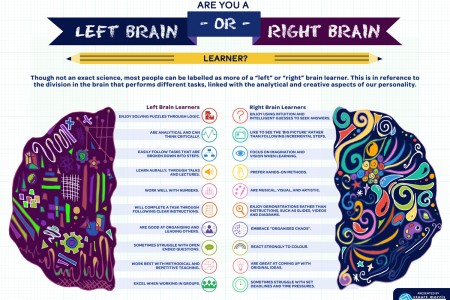 ARE YOU A
LEFT BRAIN - OR - RIGHT BRAIN
LEARNER?
Though not an exact science, most people can be labelled as more of a "left" or "right" brain learner. This is in reference to
the division in the brain that performs different tasks, linked with the analytical and creative aspects of our personality.
Left Brain Learners
ENJOY SOLVING PUZZLES THROUGH LOGIC.
ARE ANALYTICAL AND CAN
THINK CRITICALLY.
EASILY FOLLOW TASKS THAT ARE
BROKEN DOWN INTO STEPS.
LEARN AURALLY, THROUGH TALKS
AND LECTURES.
WORK WELL WITH NUMBERS.
WILL COMPLETE A TASK THROUGH
FOLLOWING CLEAR INSTRUCTIONS.
ARE GOOD AT ORGANISING AND
LEADING OTHERS.
SOMETIMES STRUGGLE WITH OPEN
ENDED QUESTIONS.
WORK BEST WITH METHODICAL AND
REPETITIVE TEACHING.
EXCEL WHEN WORKING IN GROUPS.
Right Brain Learners
ENJOY USING INTUITION AND
INTELLIGENT GUESSES TO SEEK ANSWERS.
LIKE TO SEE THE 'BIG PICTURE' RATHER
THAN FOLLOWING INCREMENTAL STEPS.
FOCUS ON IMAGINATION AND
VISION WHEN LEARNING.
PREFER HANDS-ON METHODS.
ARE MUSICAL, VISUAL, AND ARTISTIC.
ENJOY DEMONSTRATIONS RATHER THAN
INSTRUCTIONS, SUCH AS SLIDES, VIDEOS
AND DIAGRAMS.
EMBRACE "ORGANISED CHAOS".
REACT STRONGLY TO COLOUR.
ARE GREAT AT COMING UP WITH
ORIGINAL IDEAS.
SOMETIMES STRUGGLE WITH SET
DEADLINES AND TIME PRESSURES.
PRESENTED BY